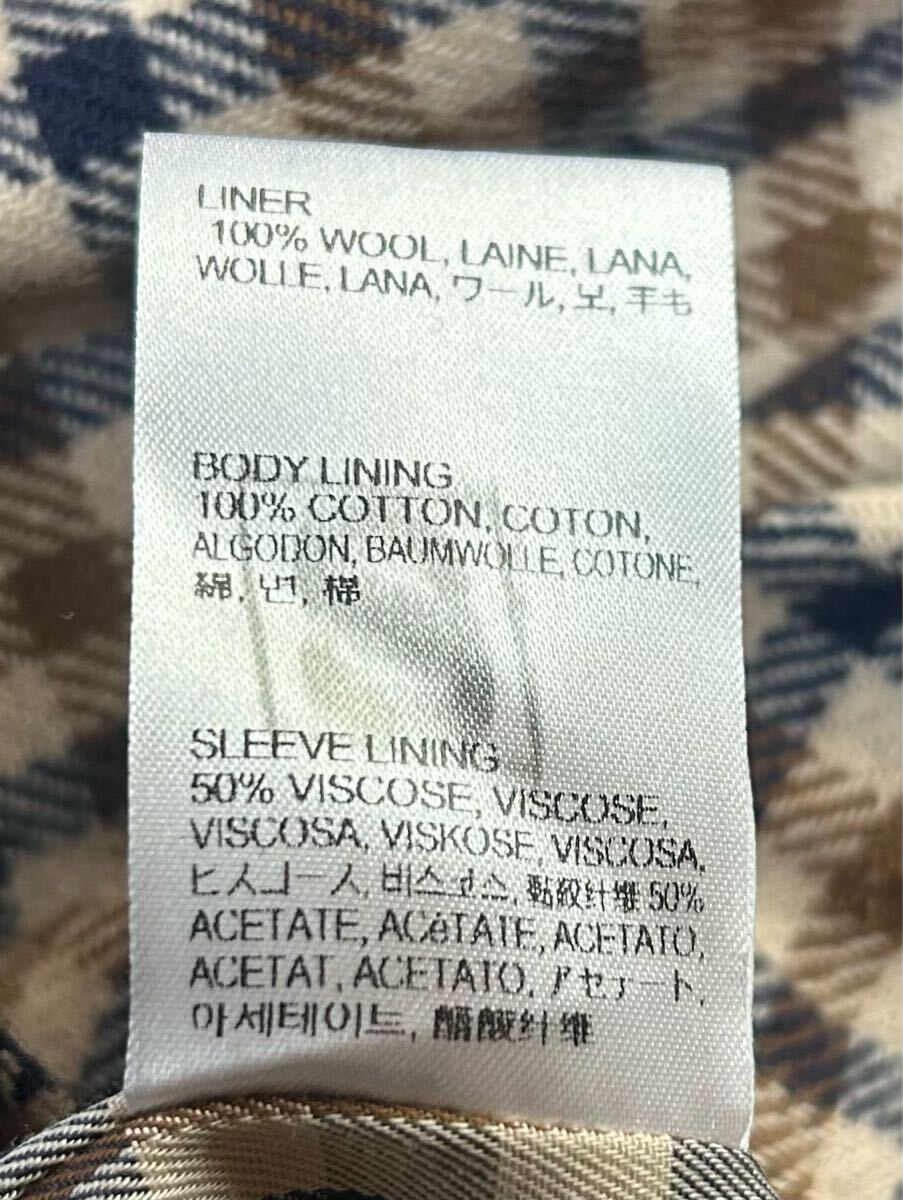 LINER
100% WOOL, LAINE, LANA,
WOLLE, LANA, ウール, 모, 羊毛
BODY LINING
100% COTTON, COTON,
ALGODON, BAUMWOLLE, COTONE,
綿, 면, 棉
SLEEVE LINING
50% VISCOSE, VISCOSE,
VISCOSA, VISKOSE, VISCOSA,
ビスコース, 비스코스, 黏胶纤维 50%
ACETATE, ACéTATE, ACETATO,
ACETAT, ACETATO, アセテート,
아세테이트, 醋酸纤维